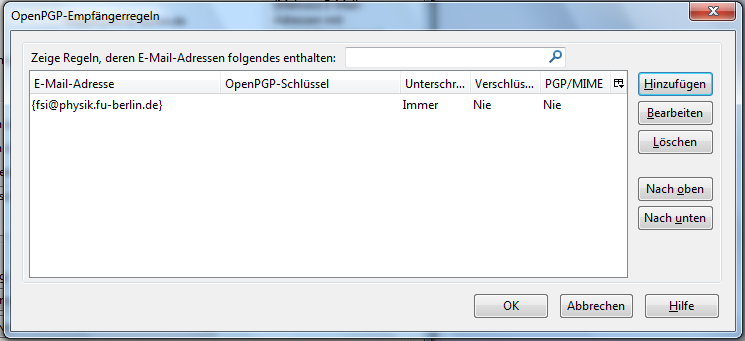 OpenPGP-Empfängerregeln
Zeige Regeln, deren E-Mail-Adressen folgendes enthalten:
E-Mail-Adresse OpenPGP-Schlüssel Unterschr... Verschlüs... PGP/MIME
{fsi@physik.fu-berlin.de} Immer Nie Nie
Hinzufügen
Bearbeiten
Löschen
Nach oben
Nach unten
OK Abbrechen Hilfe